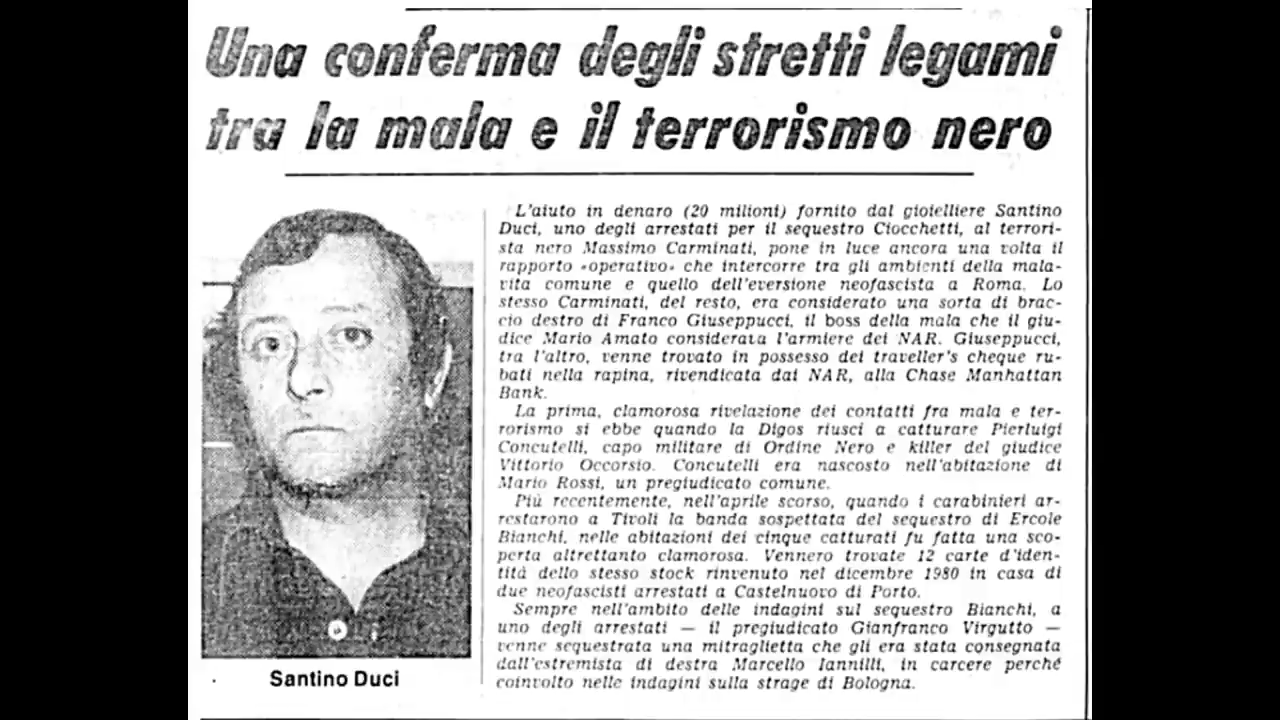 Una conferma degli stretti legami
tra la mala e il terrorismo nero
L'aiuto in denaro (20 milioni) fornito dal gioielliere Santino
Duci, uno degli arrestati per il sequestro Ciocchetti, al terrori-
sta nero Massimo Carminati, pone in luce ancora una volta il
rapporto «operativo» che intercorre tra gli ambienti della mala-
vita comune e quello dell'eversione neofascista a Roma. Lo
stesso Carminati, del resto, era considerato una sorta di brac-
cio destro di Franco Giuseppucci, il boss della mala che il giu-
dice Mario Amato considerava l'armiere dei NAR. Giuseppucci,
tra l'altro, venne trovato in possesso dei traveller's cheque ru-
bati nella rapina, rivendicata dai NAR, alla Chase Manhattan
Bank.
La prima, clamorosa rivelazione dei contatti fra mala e ter-
rorismo si ebbe quando la Digos riuscì a catturare Pierluigi
Concutelli, capo militare di Ordine Nero e killer del giudice
Vittorio Occorsio. Concutelli era nascosto nell'abitazione di
Mario Rossi, un pregiudicato comune.
Più recentemente, nell'aprile scorso, quando i carabinieri ar-
restarono a Tivoli la banda sospettata del sequestro di Ercole
Bianchi, nelle abitazioni dei cinque catturati fu fatta una sco-
perta altrettanto clamorosa. Vennero trovate 12 carte d'iden-
tità dello stesso stock rinvenuto nel dicembre 1980 in casa di
due neofascisti arrestati a Castelnuovo di Porto.
Sempre nell'ambito delle indagini sul sequestro Bianchi, a
uno degli arrestati — il pregiudicato Gianfranco Virgutto —
venne sequestrata una mitraglietta che gli era stata consegnata
dall'estremista di destra Marcello Iannilli, in carcere perché
coinvolto nelle indagini sulla strage di Bologna.
Santino Duci